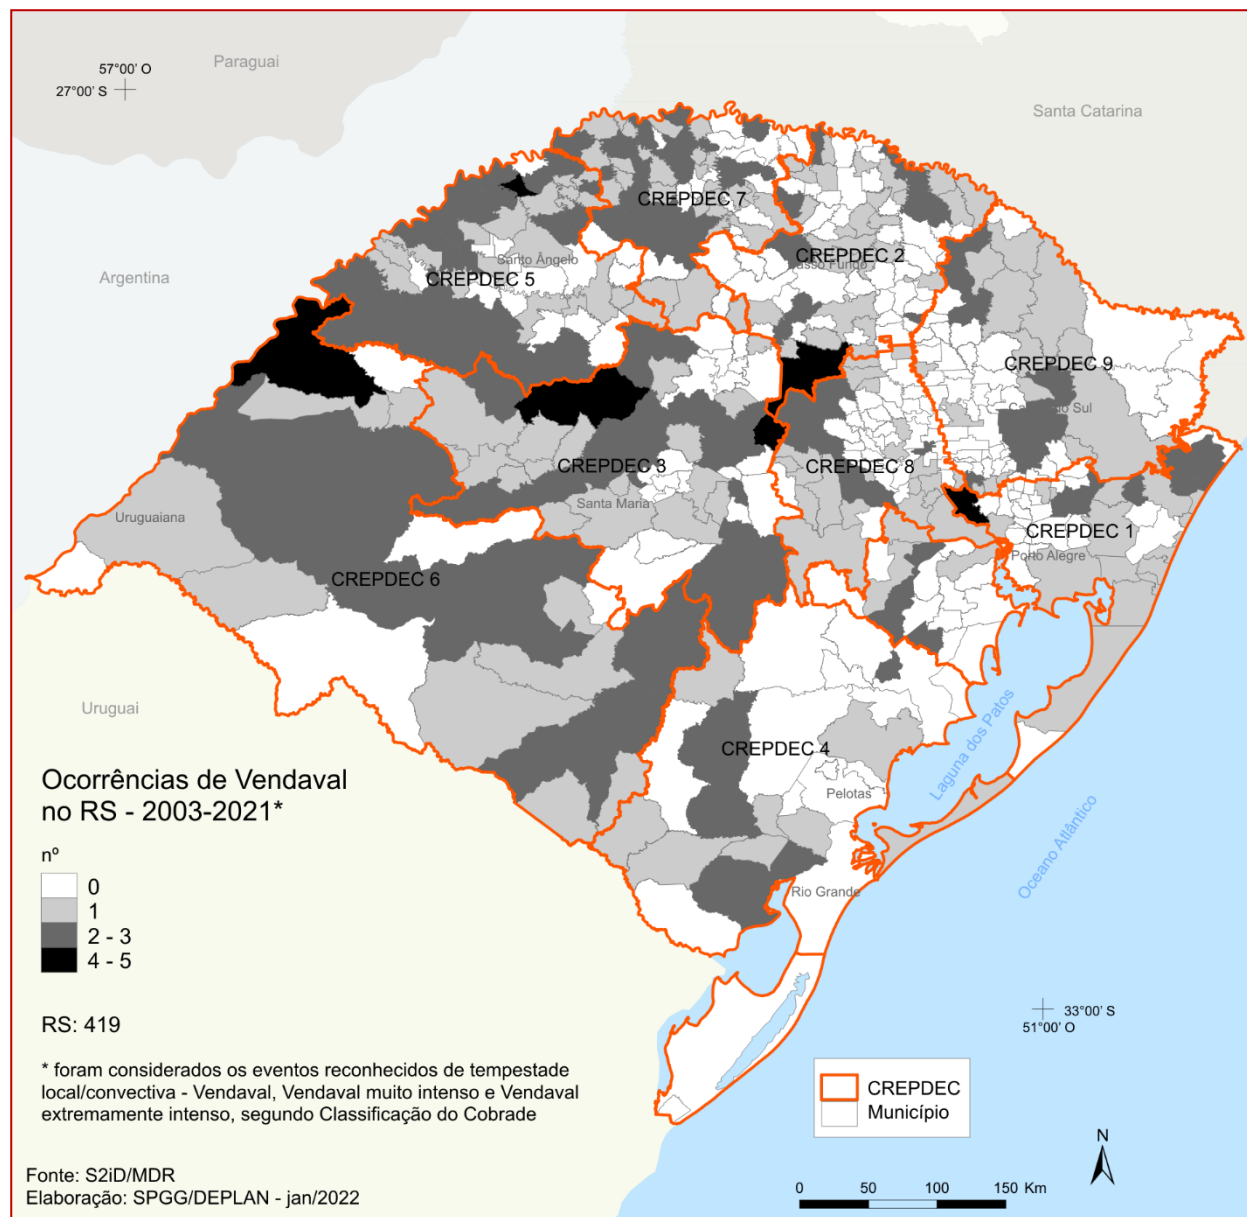 Paraguai
57°00' O
27°00' S
Santa Catarina
Argentina
CREPDEC 7
CREPDEC 2
Santo Ângelo
CREPDEC 5
CREPDEC 9
CREPDEC 3
CREPDEC 8
Santa Maria
Uruguaiana
CREPDEC 1
Porto Alegre
CREPDEC 6
Uruguai
CREPDEC 4
Laguna dos Patos
Pelotas
Oceano Atlântico
Rio Grande
Ocorrências de Vendaval
no RS - 2003-2021*
nº
0
1
2 - 3
4 - 5
RS: 419
* foram considerados os eventos reconhecidos de tempestade
local/convectiva - Vendaval, Vendaval muito intenso e Vendaval
extremamente intenso, segundo Classificação do Cobrade
Fonte: S2iD/MDR
Elaboração: SPGG/DEPLAN - jan/2022
33°00' S
51°00' O
CREPDEC
Município
N
0 50 100 150 Km